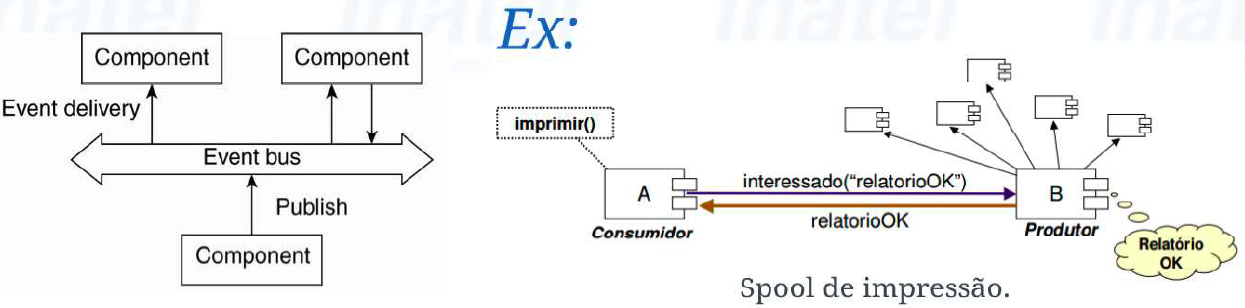 Ex:
Component
Component
Event delivery
Event bus
Publish
Component
imprimir()
A
Consumidor
interessado("relatorioOK")
relatorioOK
B
Produtor
Relatório
OK
Spool de impressão.